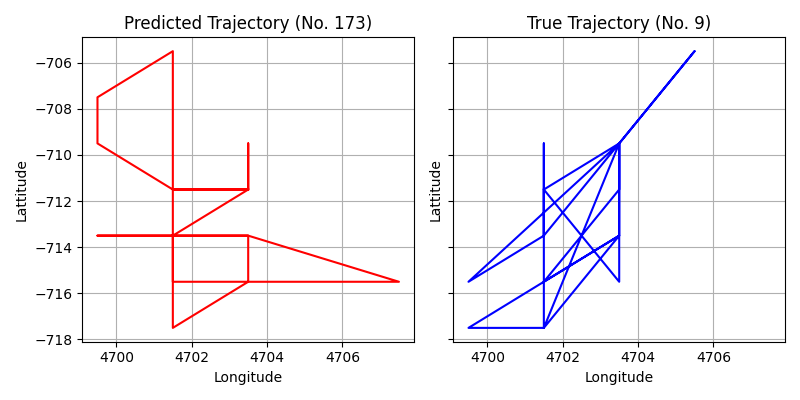 Predicted Trajectory (No. 173)
True Trajectory (No. 9)
−706
−708
−710
−712
−714
−716
−718
Lattitude
Lattitude
4700
4702
4704
4706
4700
4702
4704
4706
Longitude
Longitude